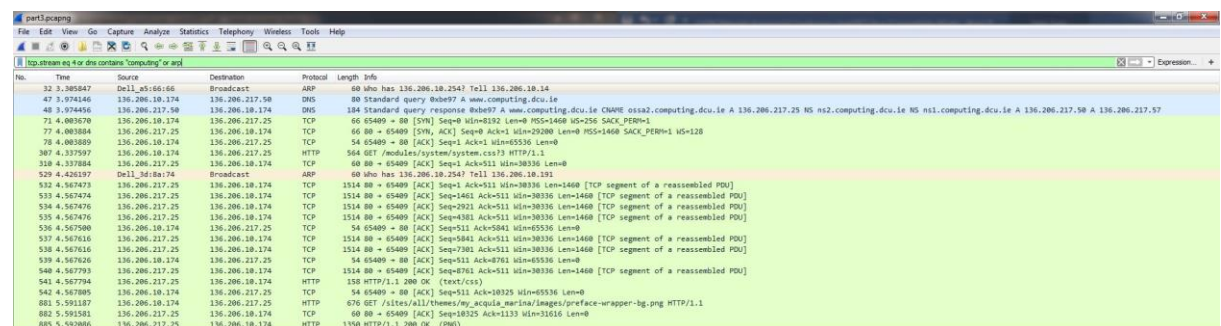 part3.pcapng
File Edit View Go Capture Analyze Statistics Telephony Wireless Tools Help
tcp.stream eq 4 or dns contains "computing" or arp Expression... +
No. Time Source Destination Protocol Length Info
32 3.305847 Dell_a5:66:66 Broadcast ARP 60 Who has 136.206.10.254? Tell 136.206.10.14
47 3.974146 136.206.10.174 136.206.217.50 DNS 80 Standard query 0xbe97 A www.computing.dcu.ie
48 3.974456 136.206.217.50 136.206.10.174 DNS 184 Standard query response 0xbe97 A www.computing.dcu.ie CNAME ossa2.computing.dcu.ie A 136.206.217.25 NS ns2.computing.dcu.ie NS ns1.computing.dcu.ie A 136.206.217.50 A 136.206.217.57
71 4.003670 136.206.10.174 136.206.217.25 TCP 66 65409 → 80 [SYN] Seq=0 Win=8192 Len=0 MSS=1460 WS=256 SACK_PERM=1
77 4.003884 136.206.217.25 136.206.10.174 TCP 66 80 → 65409 [SYN, ACK] Seq=0 Ack=1 Win=29200 Len=0 MSS=1460 SACK_PERM=1 WS=128
78 4.003889 136.206.10.174 136.206.217.25 TCP 54 65409 → 80 [ACK] Seq=1 Ack=1 Win=65536 Len=0
307 4.337597 136.206.10.174 136.206.217.25 HTTP 564 GET /modules/system/system.css?3 HTTP/1.1
310 4.337884 136.206.217.25 136.206.10.174 TCP 60 80 → 65409 [ACK] Seq=1 Ack=511 Win=30336 Len=0
529 4.426197 Dell_3d:8a:74 Broadcast ARP 60 Who has 136.206.10.254? Tell 136.206.10.191
532 4.567473 136.206.217.25 136.206.10.174 TCP 1514 80 → 65409 [ACK] Seq=1 Ack=511 Win=30336 Len=1460 [TCP segment of a reassembled PDU]
533 4.567474 136.206.217.25 136.206.10.174 TCP 1514 80 → 65409 [ACK] Seq=1461 Ack=511 Win=30336 Len=1460 [TCP segment of a reassembled PDU]
534 4.567476 136.206.217.25 136.206.10.174 TCP 1514 80 → 65409 [ACK] Seq=2921 Ack=511 Win=30336 Len=1460 [TCP segment of a reassembled PDU]
535 4.567476 136.206.217.25 136.206.10.174 TCP 1514 80 → 65409 [ACK] Seq=4381 Ack=511 Win=30336 Len=1460 [TCP segment of a reassembled PDU]
536 4.567500 136.206.10.174 136.206.217.25 TCP 54 65409 → 80 [ACK] Seq=511 Ack=5841 Win=65536 Len=0
537 4.567616 136.206.217.25 136.206.10.174 TCP 1514 80 → 65409 [ACK] Seq=5841 Ack=511 Win=30336 Len=1460 [TCP segment of a reassembled PDU]
538 4.567616 136.206.217.25 136.206.10.174 TCP 1514 80 → 65409 [ACK] Seq=7301 Ack=511 Win=30336 Len=1460 [TCP segment of a reassembled PDU]
539 4.567626 136.206.10.174 136.206.217.25 TCP 54 65409 → 80 [ACK] Seq=511 Ack=8761 Win=65536 Len=0
540 4.567793 136.206.217.25 136.206.10.174 TCP 1514 80 → 65409 [ACK] Seq=8761 Ack=511 Win=30336 Len=1460 [TCP segment of a reassembled PDU]
541 4.567794 136.206.217.25 136.206.10.174 HTTP 158 HTTP/1.1 200 OK (text/css)
542 4.567805 136.206.10.174 136.206.217.25 TCP 54 65409 → 80 [ACK] Seq=511 Ack=10325 Win=65536 Len=0
881 5.591187 136.206.10.174 136.206.217.25 HTTP 676 GET /sites/all/themes/my_acquia_marina/images/preface-wrapper-bg.png HTTP/1.1
882 5.591581 136.206.217.25 136.206.10.174 TCP 60 80 → 65409 [ACK] Seq=10325 Ack=1133 Win=31616 Len=0
885 5.592086 136.206.217.25 136.206.10.174 HTTP 1350 HTTP/1.1 200 OK (PNG)